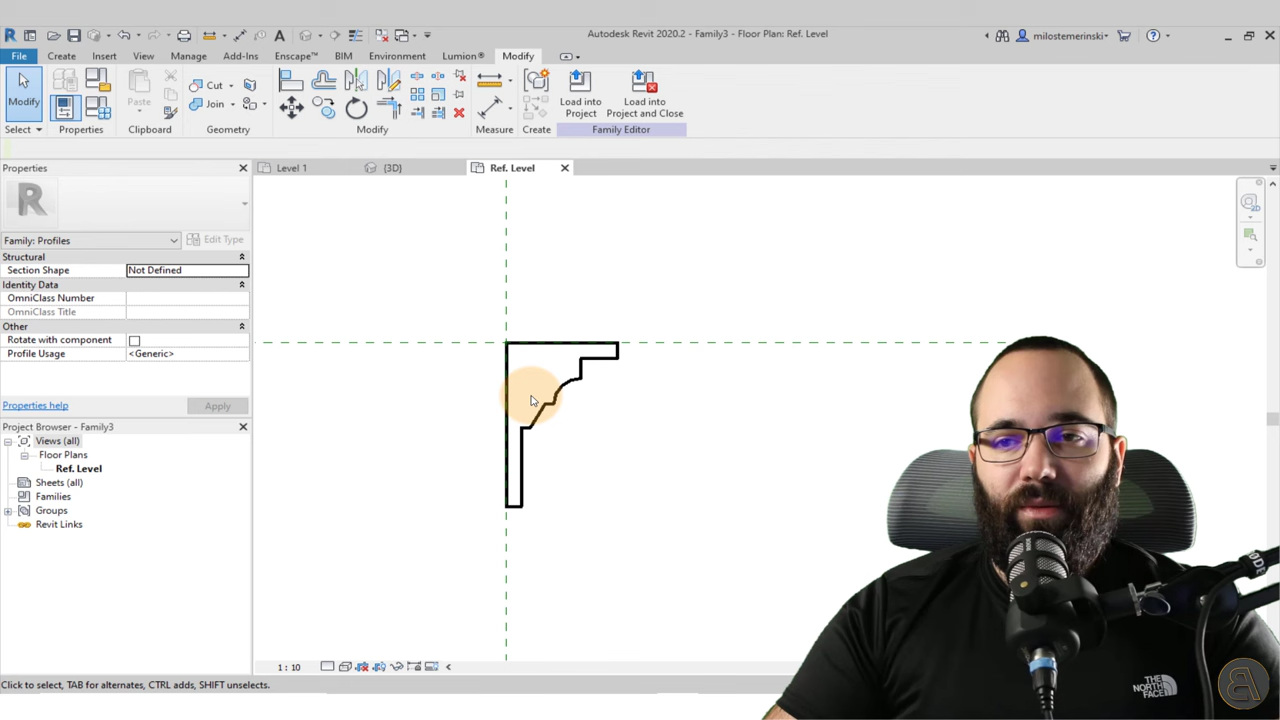 Autodesk Revit 2020.2 - Family3 - Floor Plan: Ref. Level
milostemerinski
File Create Insert View Manage Add-Ins Enscape™ BIM Environment Lumion® Modify
Modify Paste Cut Join Load into Project Load into Project and Close
Select Properties Clipboard Geometry Modify Measure Create Family Editor
Properties
Level 1 {3D} Ref. Level
Family: Profiles Edit Type
Structural
Section Shape Not Defined
Identity Data
OmniClass Number
OmniClass Title
Other
Rotate with component
Profile Usage <Generic>
Properties help Apply
Project Browser - Family3
Views (all)
Floor Plans
Ref. Level
Sheets (all)
Families
Groups
Revit Links
1 : 10
Click to select, TAB for alternates, CTRL adds, SHIFT unselects.
THE NORTH FACE